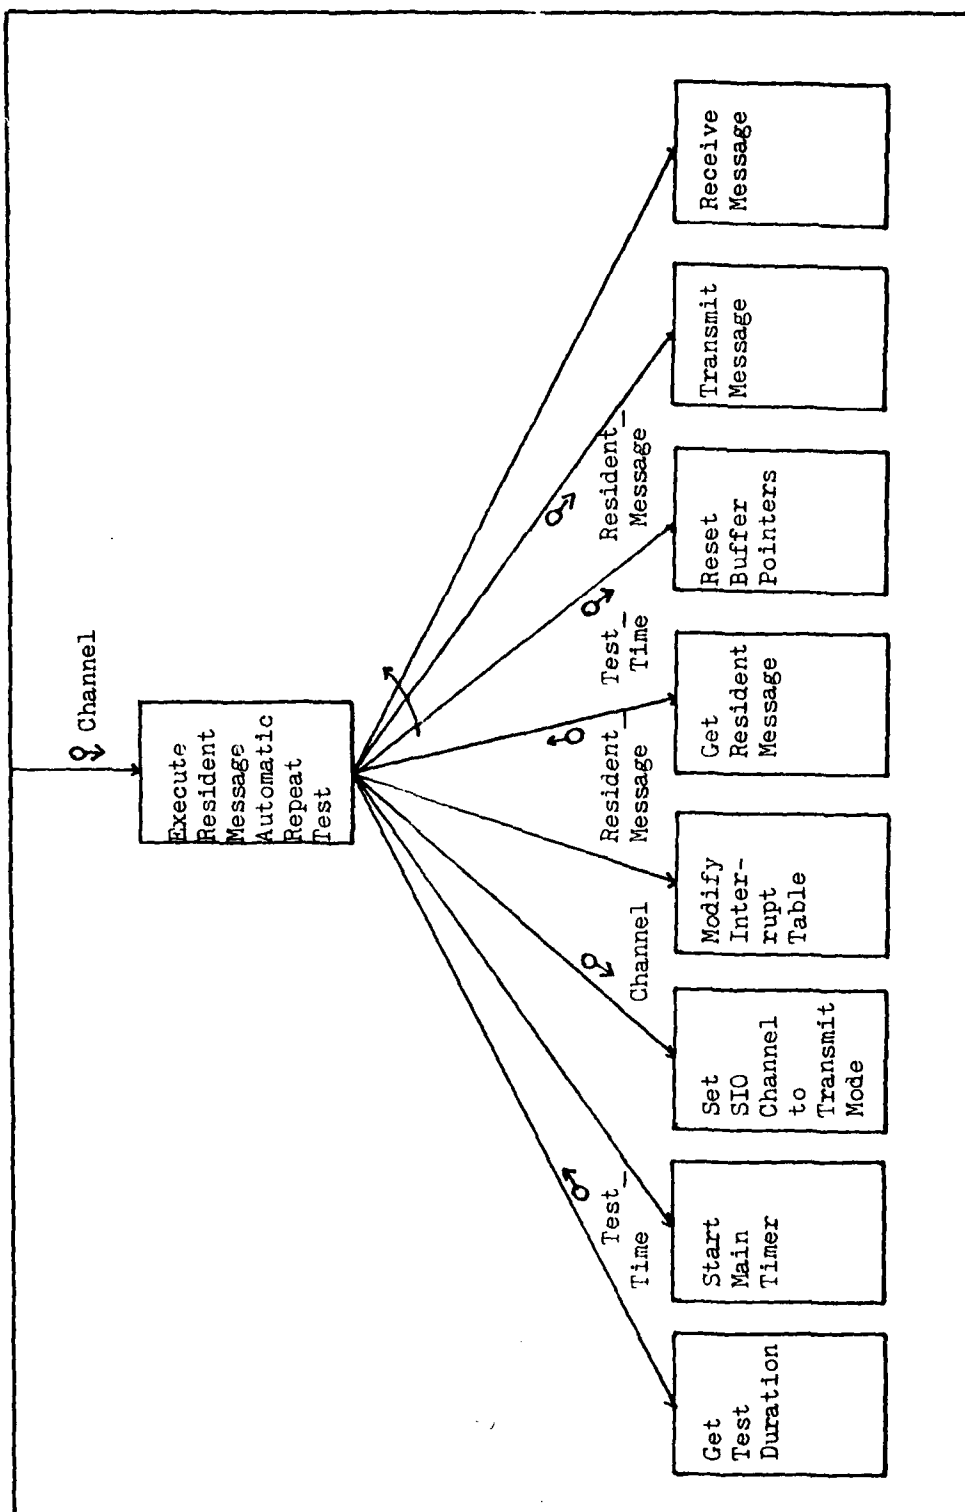 Channel
Execute
Resident
Message
Automatic
Repeat
Test
Test_
Time
Channel
Resident_
Message
Test_
Time
Resident_
Message
Get
Test
Duration
Start
Main
Timer
Set
SIO
Channel
to
Transmit
Mode
Modify
Inter-
rupt
Table
Get
Resident
Message
Reset
Buffer
Pointers
Transmit
Message
Receive
Message